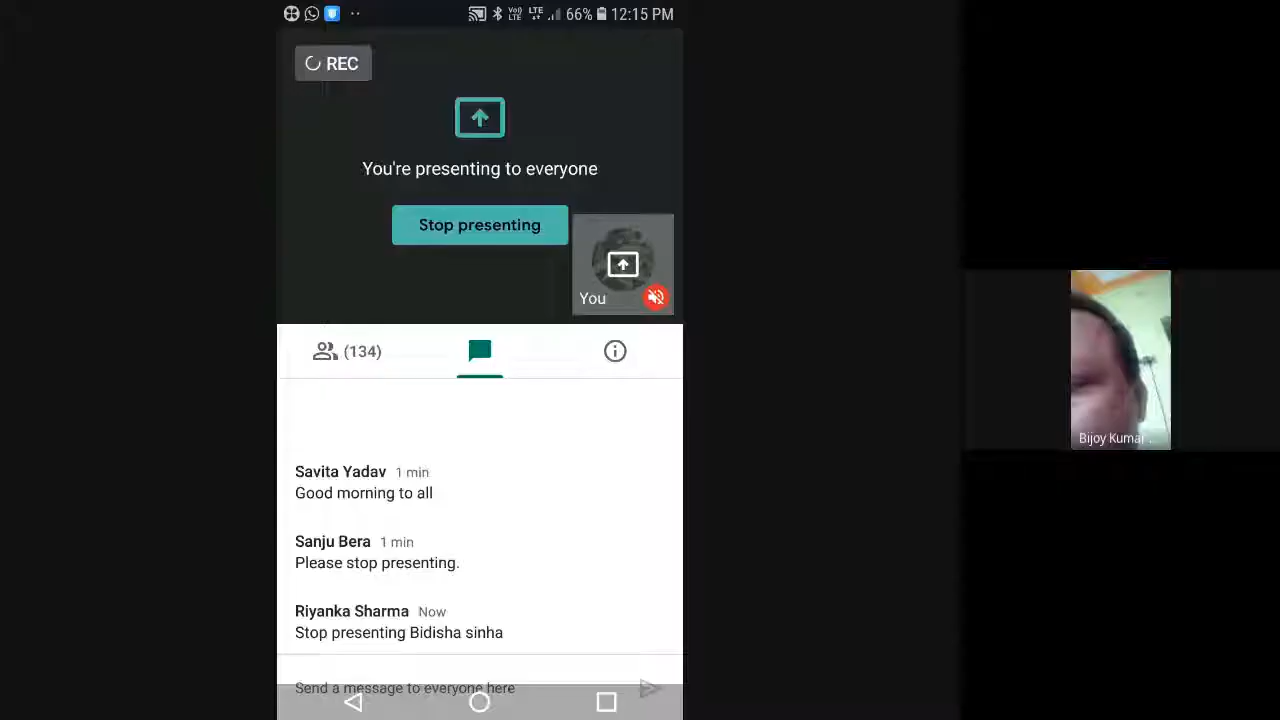 66% 12:15 PM
REC
You're presenting to everyone
Stop presenting
You
(134)
Savita Yadav 1 min
Good morning to all
Sanju Bera 1 min
Please stop presenting.
Riyanka Sharma Now
Stop presenting Bidisha sinha
Send a message to everyone here
Bijoy Kumar .